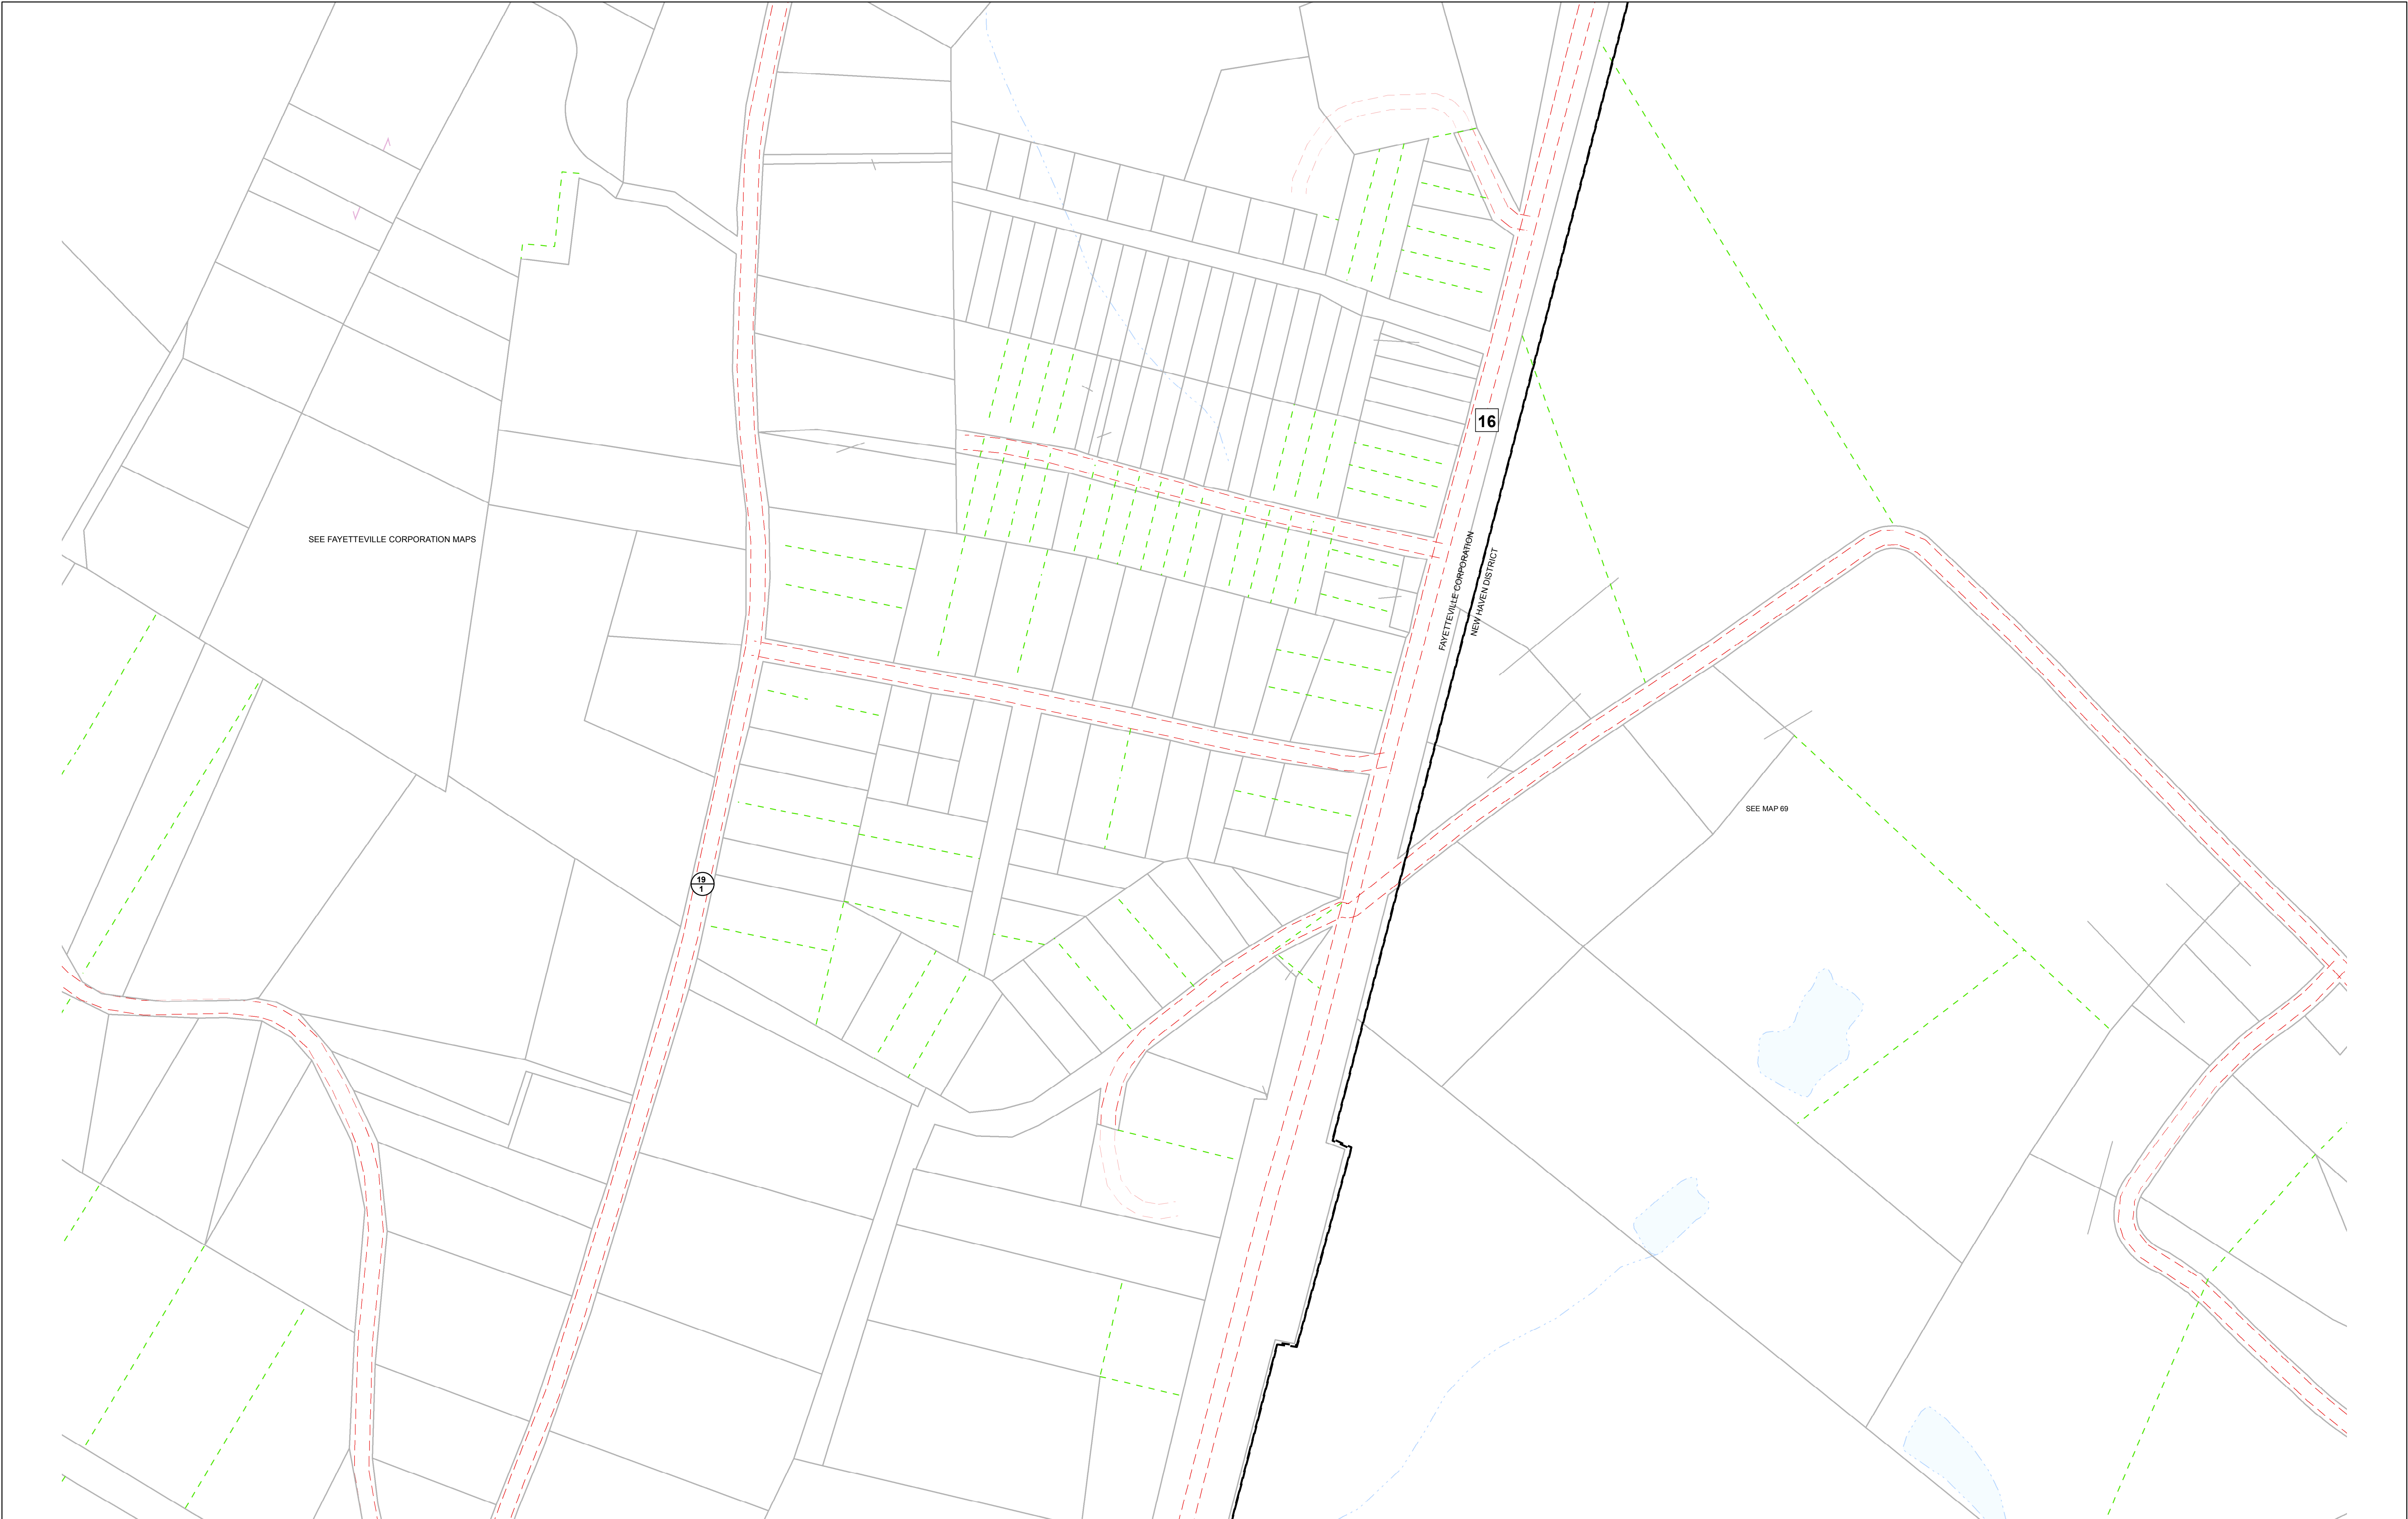 16
SEE FAYETTEVILLE CORPORATION MAPS
FAYETTEVILLE CORPORATION
NEW HAVEN DISTRICT
SEE MAP 69
19
1